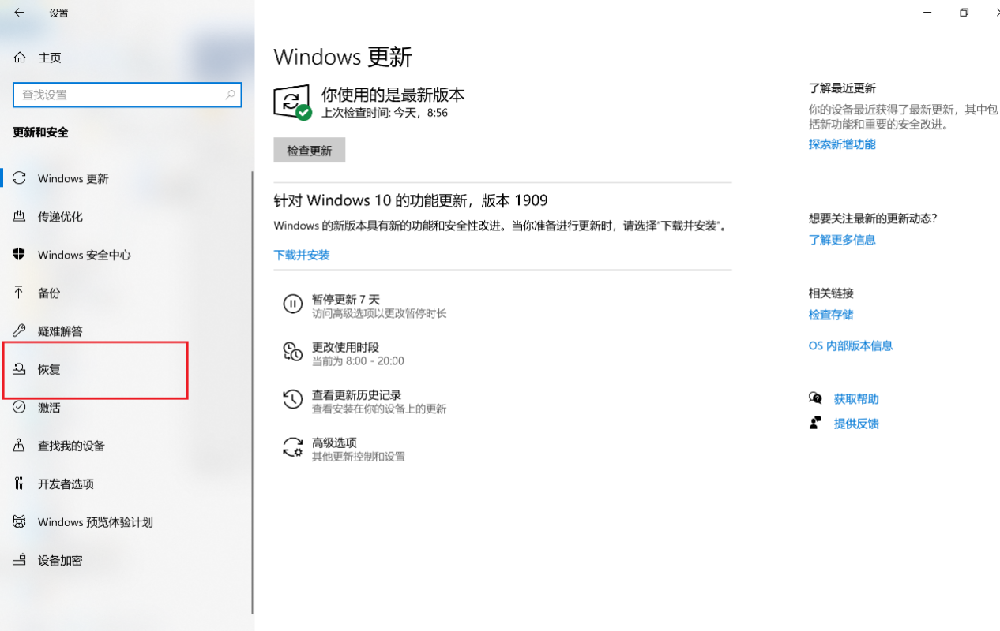 设置
主页
查找设置
更新和安全
Windows 更新
传递优化
Windows 安全中心
备份
疑难解答
恢复
激活
查找我的设备
开发者选项
Windows 预览体验计划
设备加密
Windows 更新
你使用的是最新版本
上次检查时间: 今天，8:56
检查更新
针对 Windows 10 的功能更新，版本 1909
Windows 的新版本具有新的功能和安全性改进。当你准备进行更新时，请选择"下载并安装"。
下载并安装
暂停更新 7 天
访问高级选项以更改暂停时长
更改使用时段
当前为 8:00 - 20:00
查看更新历史记录
查看安装在你的设备上的更新
高级选项
其他更新控制和设置
了解最近更新
你的设备最近获得了最新更新，其中包
括新功能和重要的安全改进。
探索新增功能
想要关注最新的更新动态?
了解更多信息
相关链接
检查存储
OS 内部版本信息
获取帮助
提供反馈